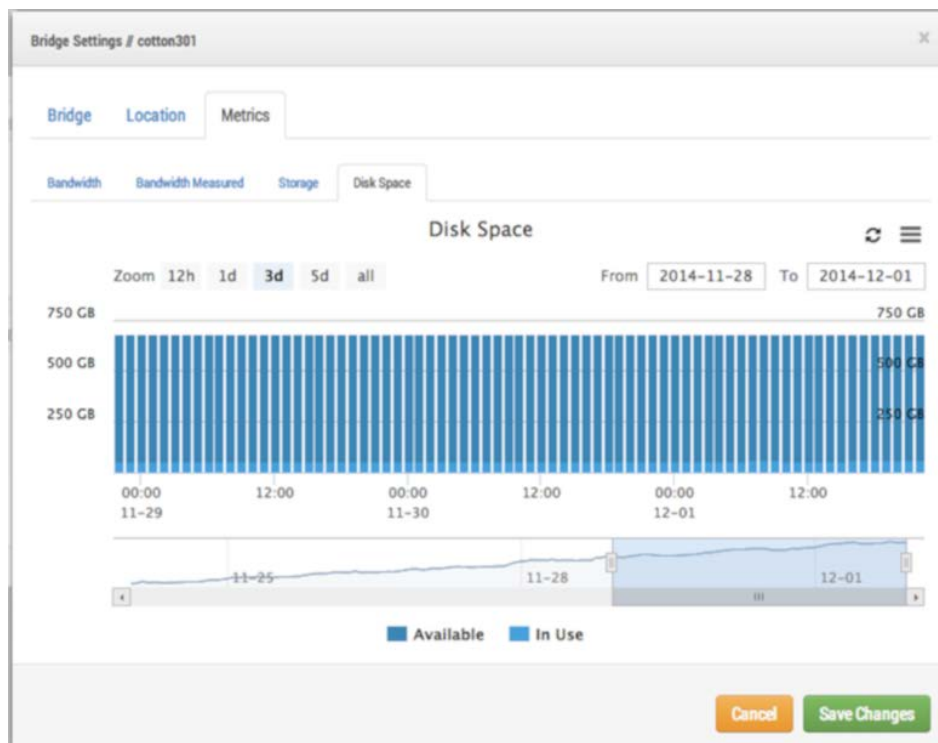 Bridge Settings // cotton301
×
Bridge Location Metrics
Bandwidth Bandwidth Measured Storage Disk Space
Disk Space
Zoom 12h 1d 3d 5d all From 2014-11-28 To 2014-12-01
750 GB 750 GB
500 GB 500 GB
250 GB 250 GB
00:00 12:00 00:00 12:00 00:00 12:00
11-29 11-30 12-01
11-25 11-28 12-01
Available In Use
Cancel Save Changes